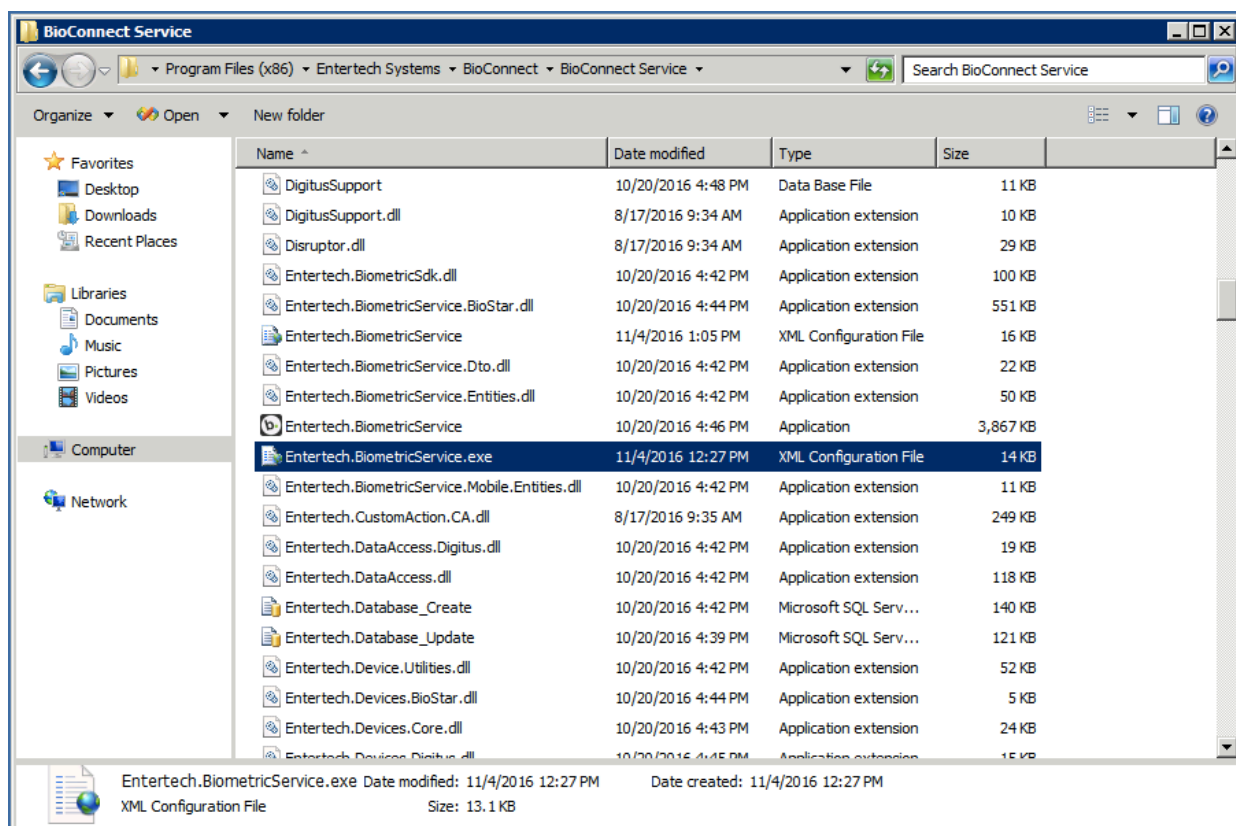 BioConnect Service
Program Files (x86) Entertech Systems BioConnect BioConnect Service Search BioConnect Service
Organize Open New folder
Name Date modified Type Size
Favorites
Desktop
Downloads
Recent Places
Libraries
Documents
Music
Pictures
Videos
Computer
Network
DigitusSupport 10/20/2016 4:48 PM Data Base File 11 KB
DigitusSupport.dll 8/17/2016 9:34 AM Application extension 10 KB
Disruptor.dll 8/17/2016 9:34 AM Application extension 29 KB
Entertech.BiometricSdk.dll 10/20/2016 4:42 PM Application extension 100 KB
Entertech.BiometricService.BioStar.dll 10/20/2016 4:44 PM Application extension 551 KB
Entertech.BiometricService 11/4/2016 1:05 PM XML Configuration File 16 KB
Entertech.BiometricService.Dto.dll 10/20/2016 4:42 PM Application extension 22 KB
Entertech.BiometricService.Entities.dll 10/20/2016 4:42 PM Application extension 50 KB
Entertech.BiometricService 10/20/2016 4:46 PM Application 3,867 KB
Entertech.BiometricService.exe 11/4/2016 12:27 PM XML Configuration File 14 KB
Entertech.BiometricService.Mobile.Entities.dll 10/20/2016 4:42 PM Application extension 11 KB
Entertech.CustomAction.CA.dll 8/17/2016 9:35 AM Application extension 249 KB
Entertech.DataAccess.Digitus.dll 10/20/2016 4:42 PM Application extension 19 KB
Entertech.DataAccess.dll 10/20/2016 4:42 PM Application extension 118 KB
Entertech.Database_Create 10/20/2016 4:42 PM Microsoft SQL Serv... 140 KB
Entertech.Database_Update 10/20/2016 4:39 PM Microsoft SQL Serv... 121 KB
Entertech.Device.Utilities.dll 10/20/2016 4:42 PM Application extension 52 KB
Entertech.Devices.BioStar.dll 10/20/2016 4:44 PM Application extension 5 KB
Entertech.Devices.Core.dll 10/20/2016 4:43 PM Application extension 24 KB
Entertech.Devices.Digitus.dll 10/20/2016 4:45 PM Application extension 15 KB
Entertech.BiometricService.exe Date modified: 11/4/2016 12:27 PM Date created: 11/4/2016 12:27 PM
XML Configuration File Size: 13.1 KB